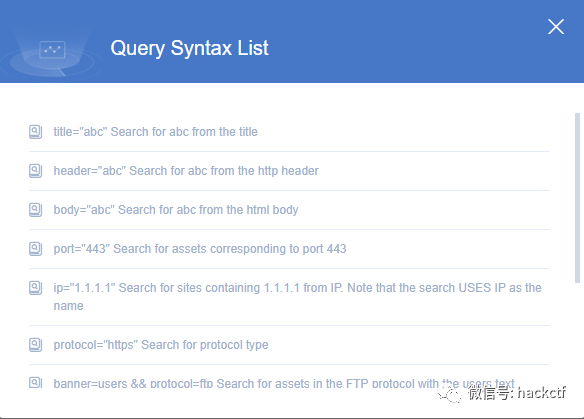 Query Syntax List
title="abc" Search for abc from the title
header="abc" Search for abc from the http header
body="abc" Search for abc from the html body
port="443" Search for assets corresponding to port 443
ip="1.1.1.1" Search for sites containing 1.1.1.1 from IP. Note that the search USES IP as the
name
protocol="https" Search for protocol type
banner=users && protocol=ftp Search for assets in the FTP protocol with the users text
微信号: hackctf